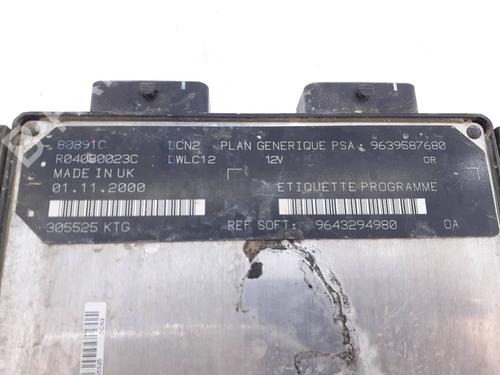 80891C DCN2 PLAN GENERIQUE PSA: 9639587680
R04080023C DWLC12 12V OR
MADE IN UK
01.11.2000 ETIQUETTE PROGRAMME
305525 KTG REF SOFT: 9643294980 0A